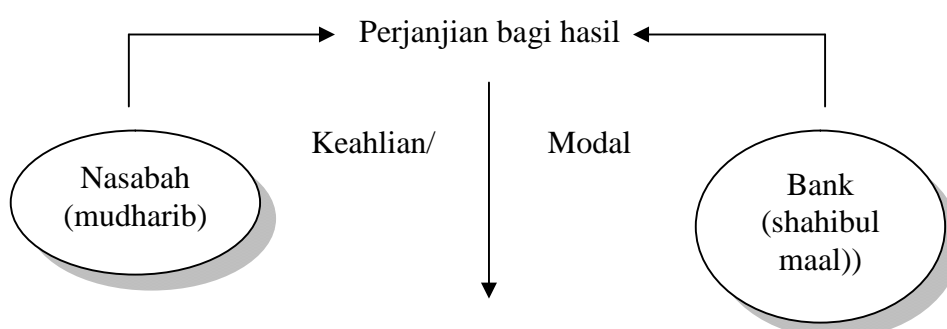 Perjanjian bagi hasil
Keahlian/ Modal
Nasabah
(mudharib)
Bank
(shahibul
maal))